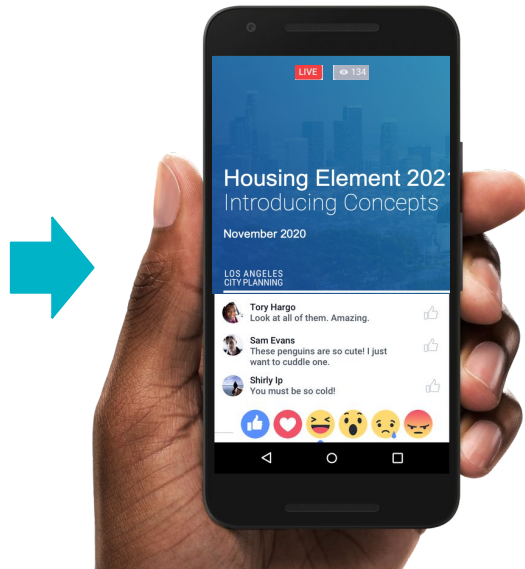 LIVE 134
Housing Element 2021
Introducing Concepts
November 2020
LOS ANGELES
CITY PLANNING
Tory Hargo
Look at all of them. Amazing.
Sam Evans
These penguins are so cute! I just
want to cuddle one.
Shirly Ip
You must be so cold!